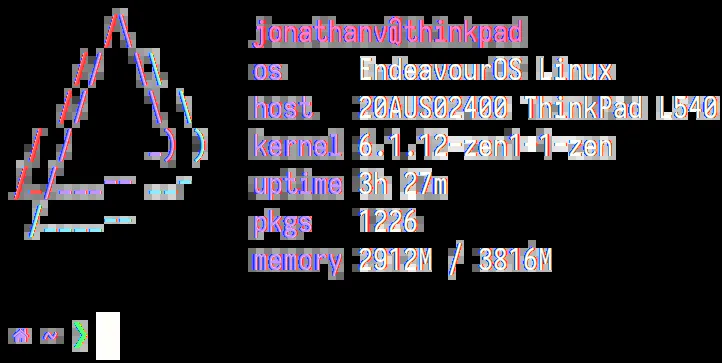 jonathanv@thinkpad
os EndeavourOS Linux
host 20AUS02400 ThinkPad L540
kernel 6.1.12-zen1-1-zen
uptime 3h 27m
pkgs 1226
memory 2912M / 3816M
~ ❯